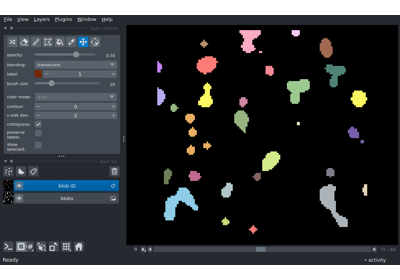 File View Layers Plugins Window Help
opacity: 0.70
blending: translucent
label: 1
brush size: 10
color mode:
contour: 0
n edit dim: 2
contiguous:
preserve labels:
show selected:
blob ID
blobs
Ready
activity